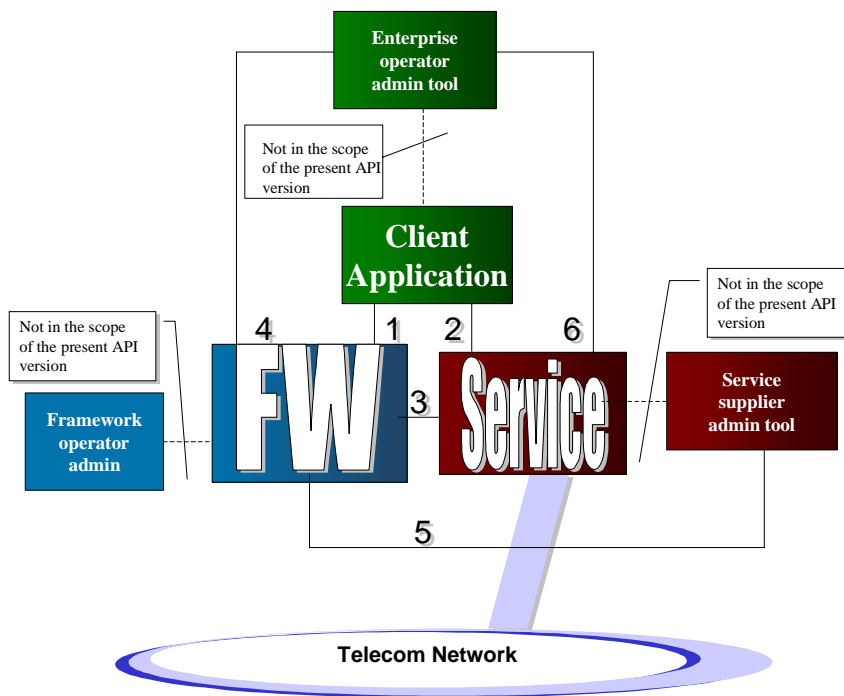 Enterprise
operator
admin tool
Not in the scope
of the present API
version
Client
Application
Not in the scope
of the present API
version
Not in the scope
of the present API
version
4
1
2
6
FW
3
Service
Framework
operator
admin
Service
supplier
admin tool
5
Telecom Network